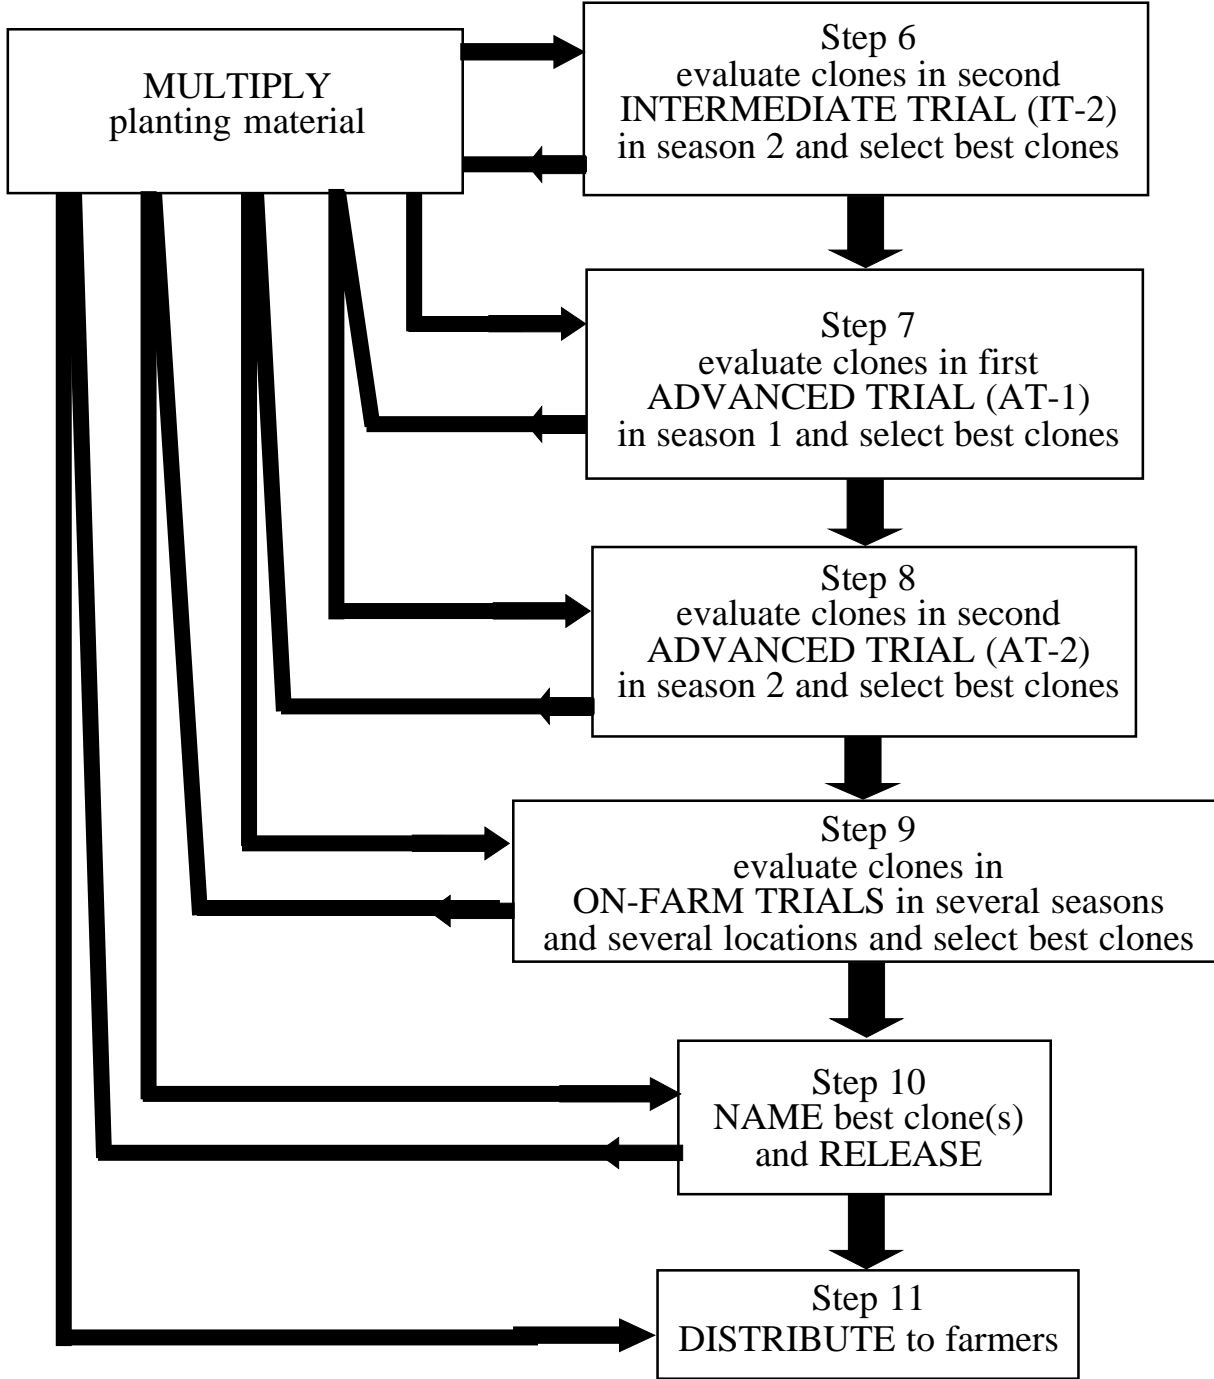 MULTIPLY
planting material
Step 6
evaluate clones in second
INTERMEDIATE TRIAL (IT-2)
in season 2 and select best clones
Step 7
evaluate clones in first
ADVANCED TRIAL (AT-1)
in season 1 and select best clones
Step 8
evaluate clones in second
ADVANCED TRIAL (AT-2)
in season 2 and select best clones
Step 9
evaluate clones in
ON-FARM TRIALS in several seasons
and several locations and select best clones
Step 10
NAME best clone(s)
and RELEASE
Step 11
DISTRIBUTE to farmers